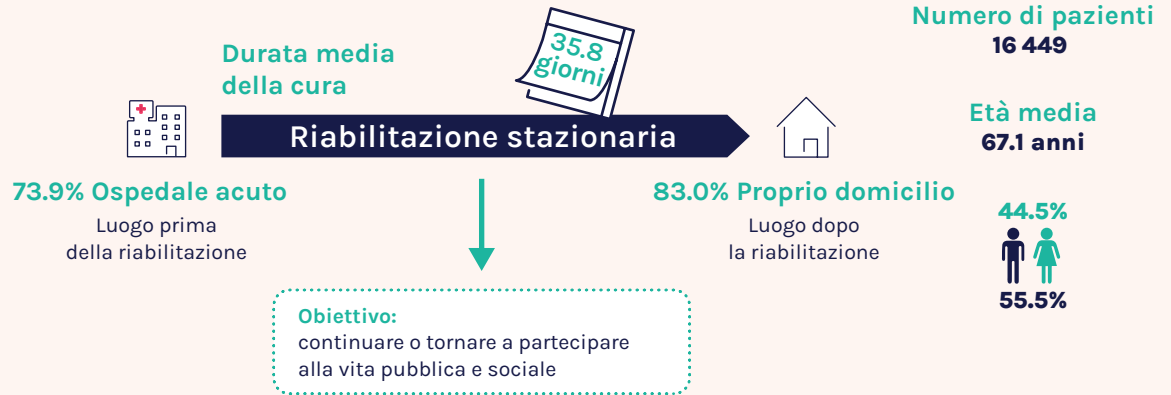 Durata media
della cura
35.8
giorni
Riabilitazione stazionaria
73.9% Ospedale acuto
Luogo prima
della riabilitazione
83.0% Proprio domicilio
Luogo dopo
la riabilitazione
Obiettivo:
continuare o tornare a partecipare
alla vita pubblica e sociale
Numero di pazienti
16 449
Età media
67.1 anni
44.5%
55.5%